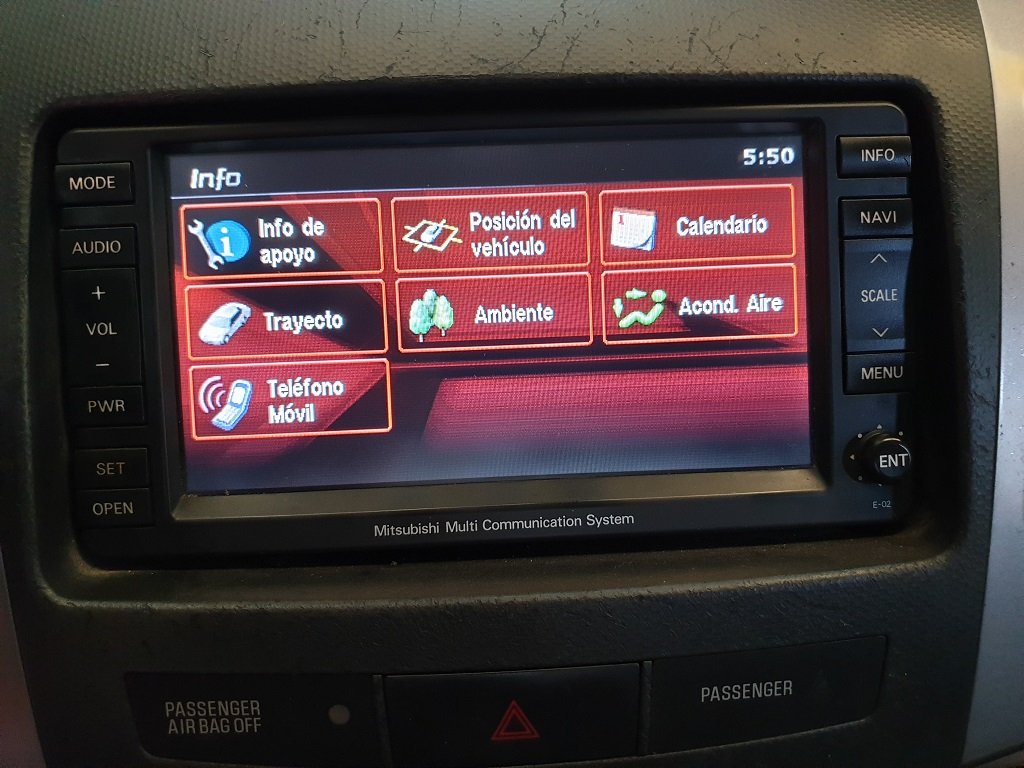 Info
5:50
Info de
apoyo
Posición del
vehículo
Calendario
1
Trayecto
Ambiente
Acond. Aire
Teléfono
Móvil
MODE
AUDIO
+
VOL
−
PWR
SET
OPEN
INFO
NAVI
SCALE
MENU
ENT
E-02
Mitsubishi Multi Communication System
PASSENGER
AIR BAG OFF
PASSENGER